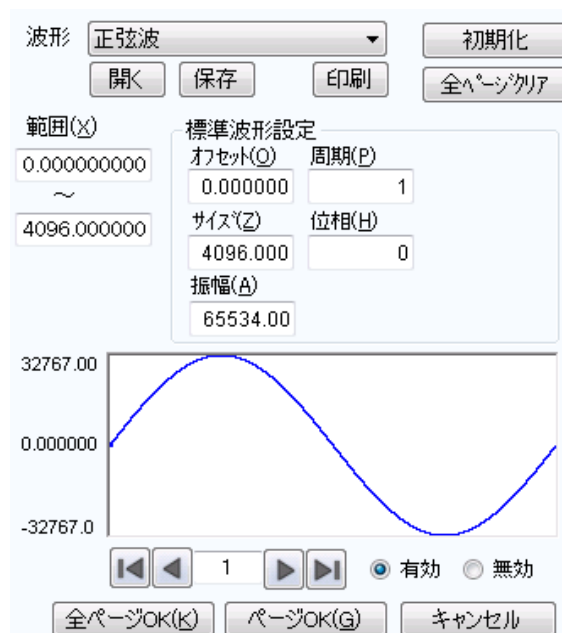 波形 正弦波 初期化
開く 保存 印刷 全ﾍﾟｰｼﾞｸﾘｱ
範囲(X)
0.000000000
～
4096.000000
標準波形設定
ｵﾌｾｯﾄ(O) 周期(P)
0.000000 1
ｻｲｽﾞ(Z) 位相(H)
4096.000 0
振幅(A)
65534.00
32767.00
0.000000
-32767.0
1 有効 無効
全ページOK(K) ページOK(G) キャンセル